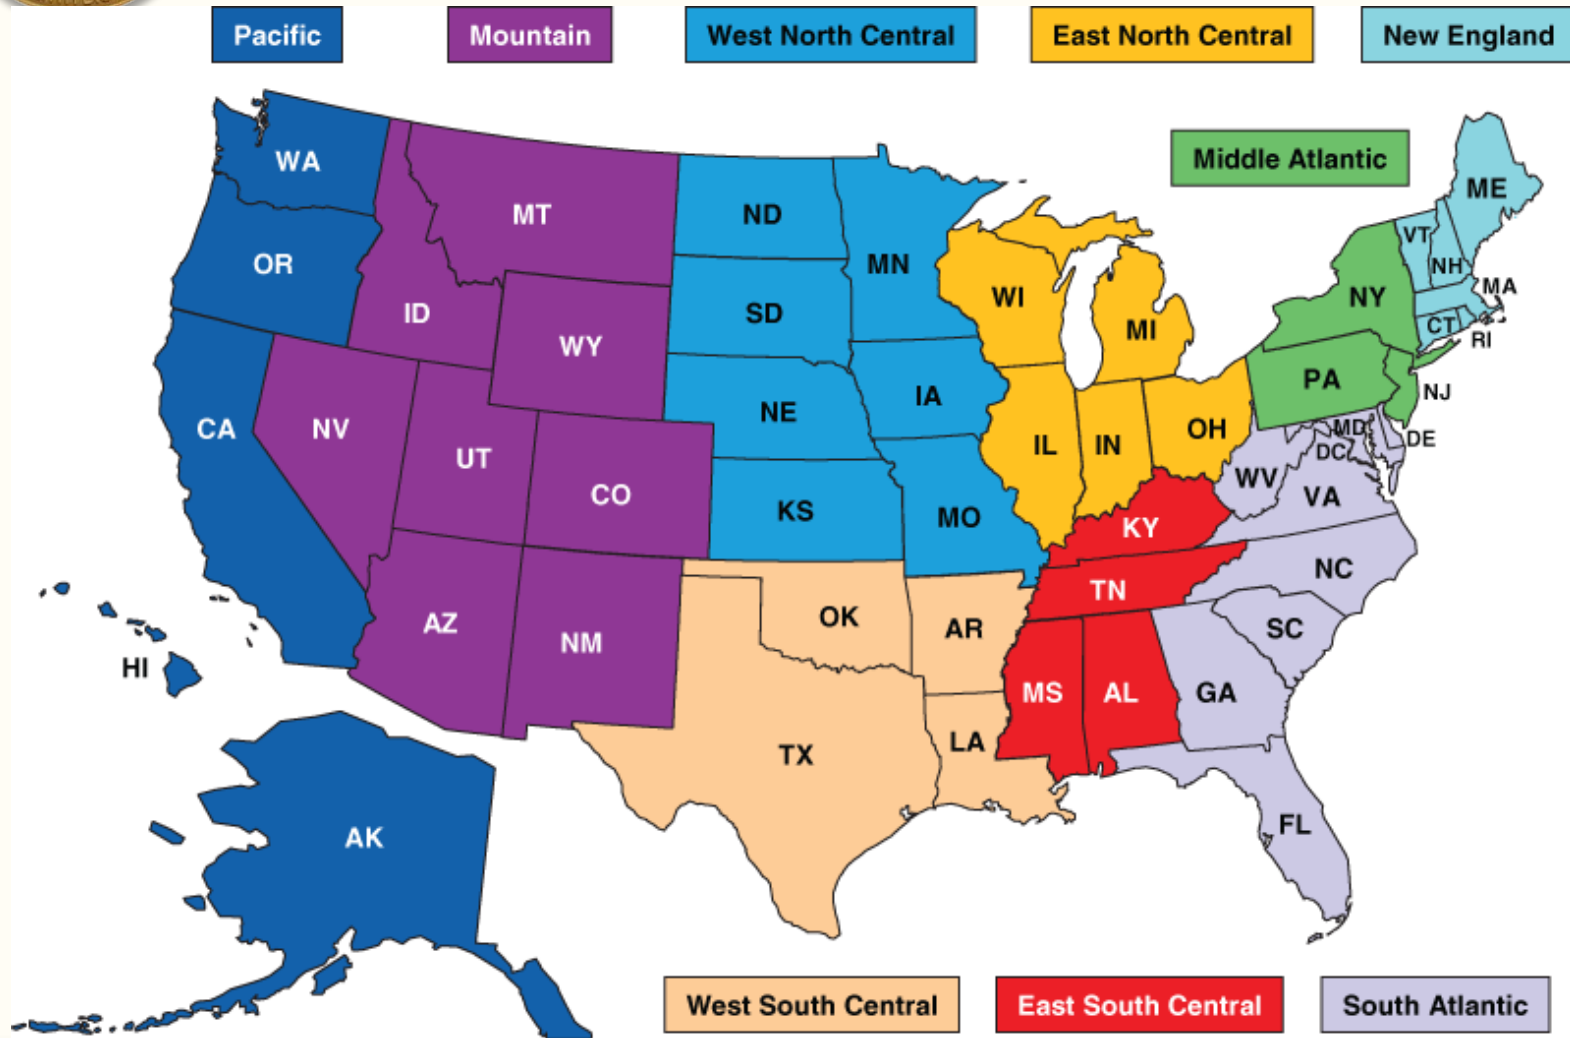 Pacific
Mountain
West North Central
East North Central
New England
Middle Atlantic
WA
MT
ND
ME
OR
MN
VT
NH
ID
SD
WI
NY
MA
WY
MI
CT
RI
CA
NV
NE
IA
PA
NJ
UT
IL
IN
OH
MD
DE
DC
CO
KS
MO
WV
VA
KY
NC
AZ
NM
OK
AR
TN
SC
HI
MS
AL
GA
TX
LA
AK
FL
West South Central
East South Central
South Atlantic